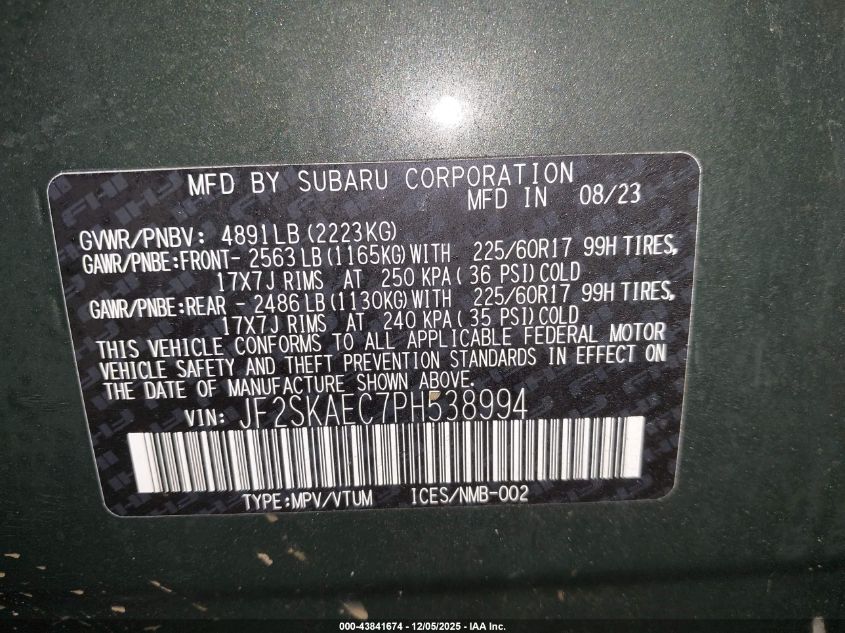 MFD BY SUBARU CORPORATION
MFD IN 08/23
GVWR/PNBV: 4891LB(2223KG)
GAWR/PNBE:FRONT- 2563LB(1165KG)WITH 225/60R17 99H TIRES,
17X7J RIMS AT 250 KPA( 36 PSI)COLD
GAWR/PNBE:REAR - 2486LB(1130KG)WITH 225/60R17 99H TIRES,
17X7J RIMS AT 240 KPA( 35 PSI)COLD
THIS VEHICLE CONFORMS TO ALL APPLICABLE FEDERAL MOTOR
VEHICLE SAFETY AND THEFT PREVENTION STANDARDS IN EFFECT ON
THE DATE OF MANUFACTURE SHOWN ABOVE.
VIN: JF2SKAEC7PH538994
TYPE:MPV/VTUM ICES/NMB-002
000-43841674 - 12/05/2025 - IAA Inc.